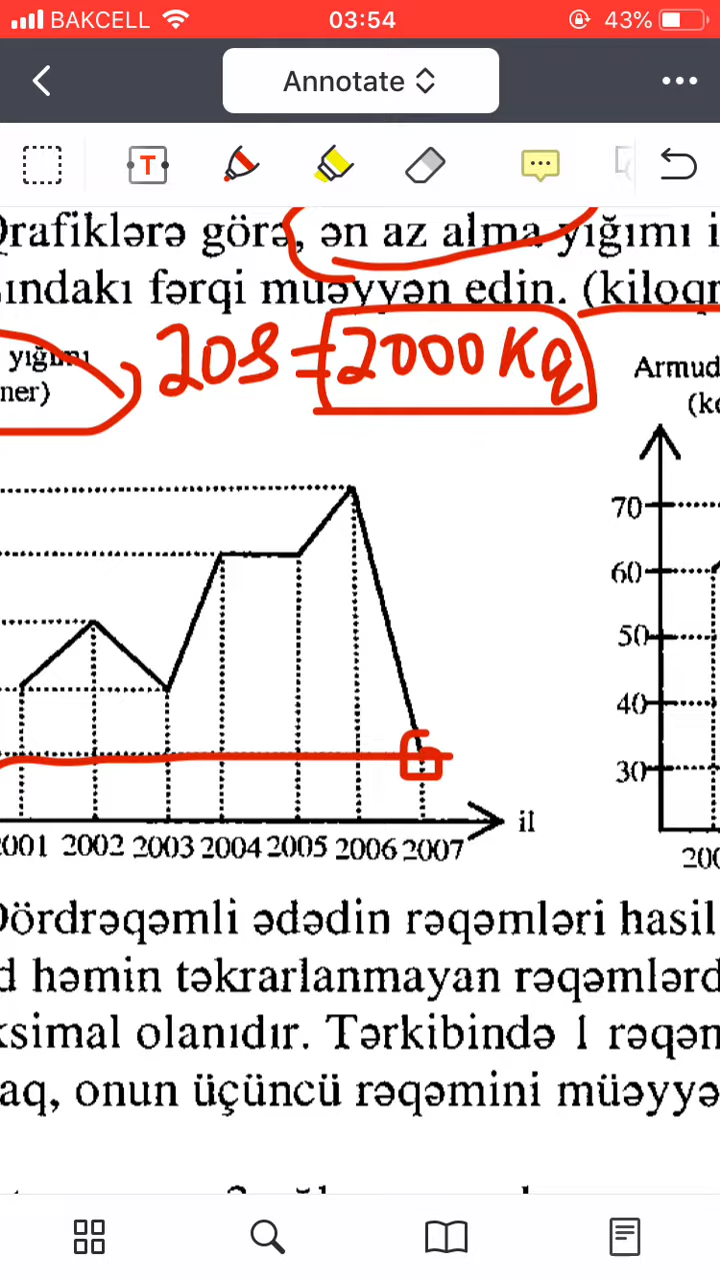 BAKCELL 03:54 43%
Annotate
T
Qrafiklərə görə, ən az alma yığımı i
ındakı fərqi müəyyən edin. (kiloqr
yığımı
ner)
20S = 2000 Kq
Armud
(ke
70
60
50
40
30
il
2001 2002 2003 2004 2005 2006 2007
200
Dördrəqəmli ədədin rəqəmləri hasil
d həmin təkrarlanmayan rəqəmlərd
ksimal olanıdır. Tərkibində 1 rəqəm
aq, onun üçüncü rəqəmini müəyyə